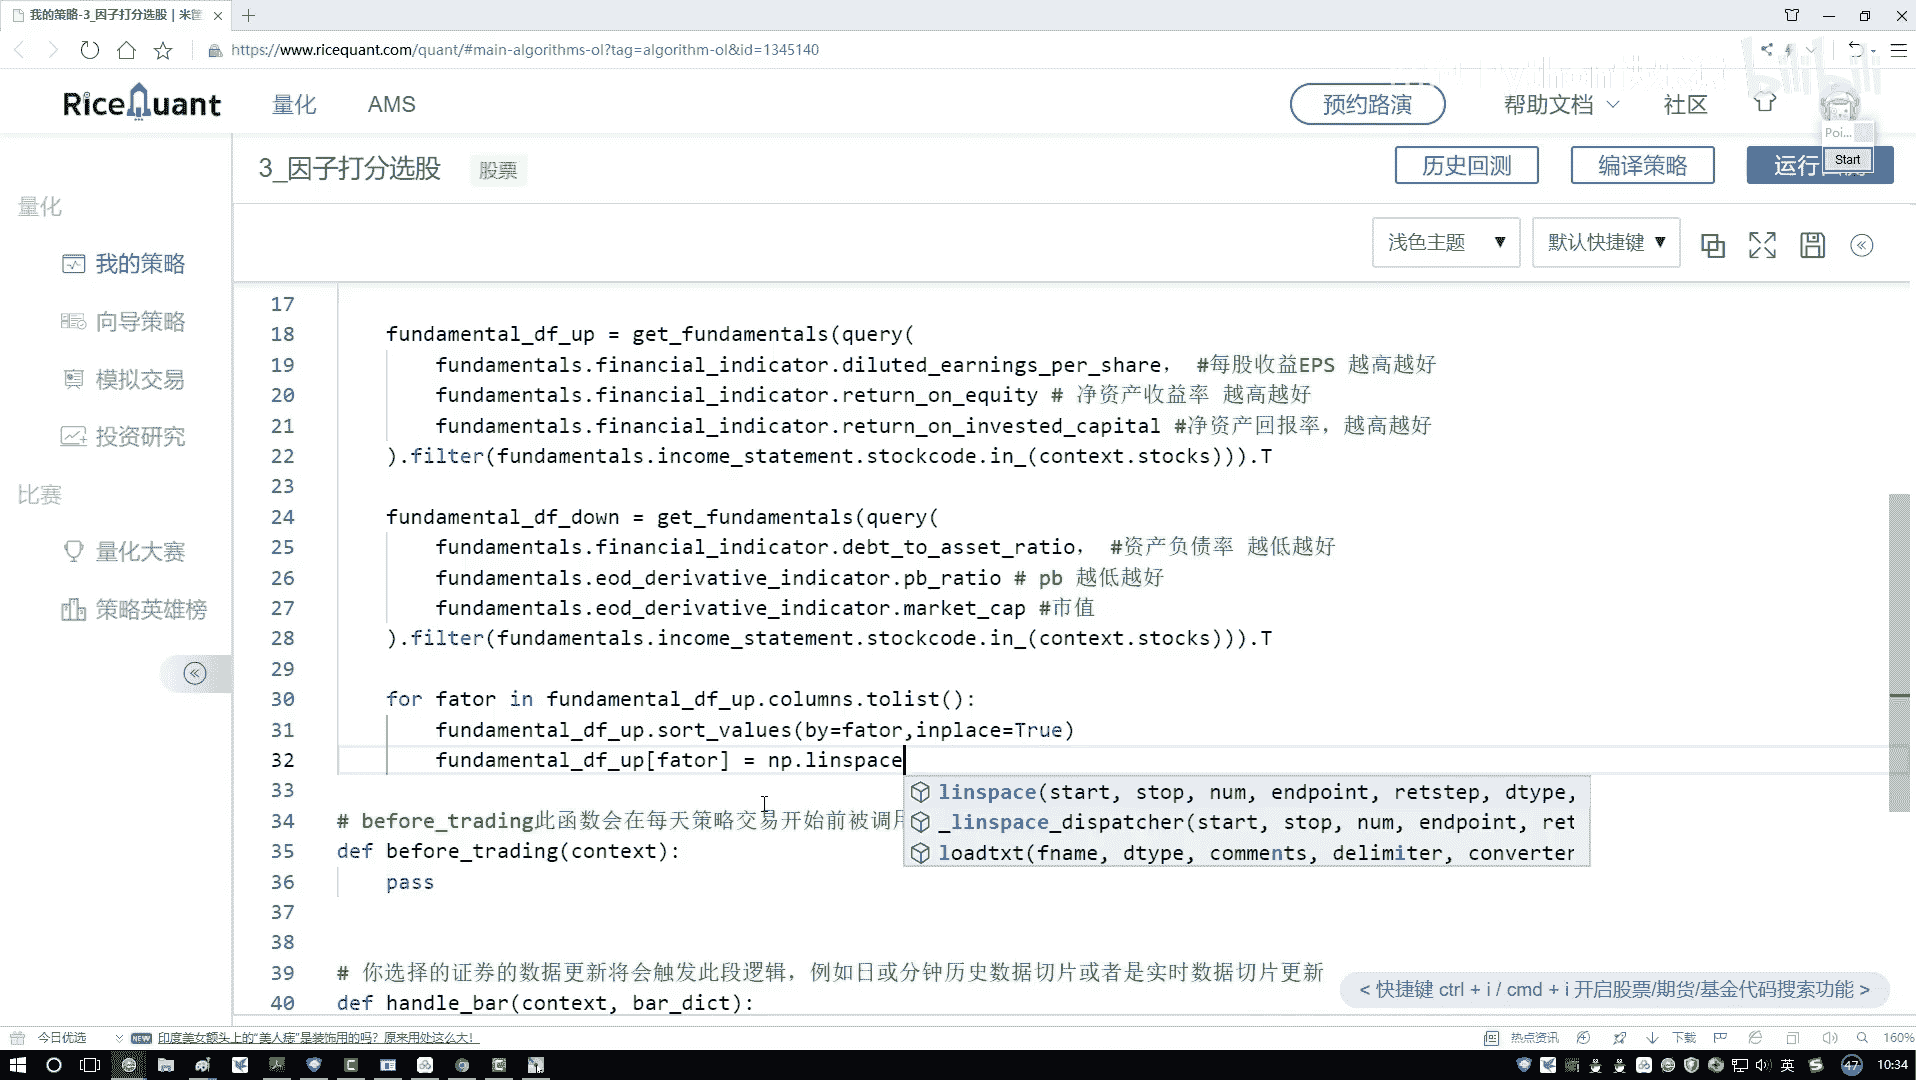 我的策略-3_因子打分选股 | 米筐
https://www.ricequant.com/quant/#main-algorithms-ol?tag=algorithm-ol&id=1345140
bilibili
RiceQuant
量化
AMS
预约路演
帮助文档
社区
Poi...
Start
3_因子打分选股
股票
历史回测
编译策略
运行
浅色主题
默认快捷键
量化
我的策略
向导策略
模拟交易
投资研究
比赛
量化大赛
策略英雄榜
17
18 fundamental_df_up = get_fundamentals(query(
19 fundamentals.financial_indicator.diluted_earnings_per_share， #每股收益EPS 越高越好
20 fundamentals.financial_indicator.return_on_equity # 净资产收益率 越高越好
21 fundamentals.financial_indicator.return_on_invested_capital #净资产回报率，越高越好
22 ).filter(fundamentals.income_statement.stockcode.in_(context.stocks))).T
23
24 fundamental_df_down = get_fundamentals(query(
25 fundamentals.financial_indicator.debt_to_asset_ratio， #资产负债率 越低越好
26 fundamentals.eod_derivative_indicator.pb_ratio # pb 越低越好
27 fundamentals.eod_derivative_indicator.market_cap #市值
28 ).filter(fundamentals.income_statement.stockcode.in_(context.stocks))).T
29
30 for fator in fundamental_df_up.columns.tolist():
31 fundamental_df_up.sort_values(by=fator,inplace=True)
32 fundamental_df_up[fator] = np.linspace
linspace(start, stop, num, endpoint, retstep, dtype,
_linspace_dispatcher(start, stop, num, endpoint, ret
loadtxt(fname, dtype, comments, delimiter, converter
33
34 # before_trading此函数会在每天策略交易开始前被调用
35 def before_trading(context):
36 pass
37
38
39 # 你选择的证券的数据更新将会触发此段逻辑，例如日或分钟历史数据切片或者是实时数据切片更新
40 def handle_bar(context, bar_dict):
< 快捷键 ctrl + i / cmd + i 开启股票/期货/基金代码搜索功能 >
今日优选
NEW
印度美女额头上的“美人痣”是装饰用的吗？原来用处这么大！
热点资讯
下载
160%
英
47
10:34